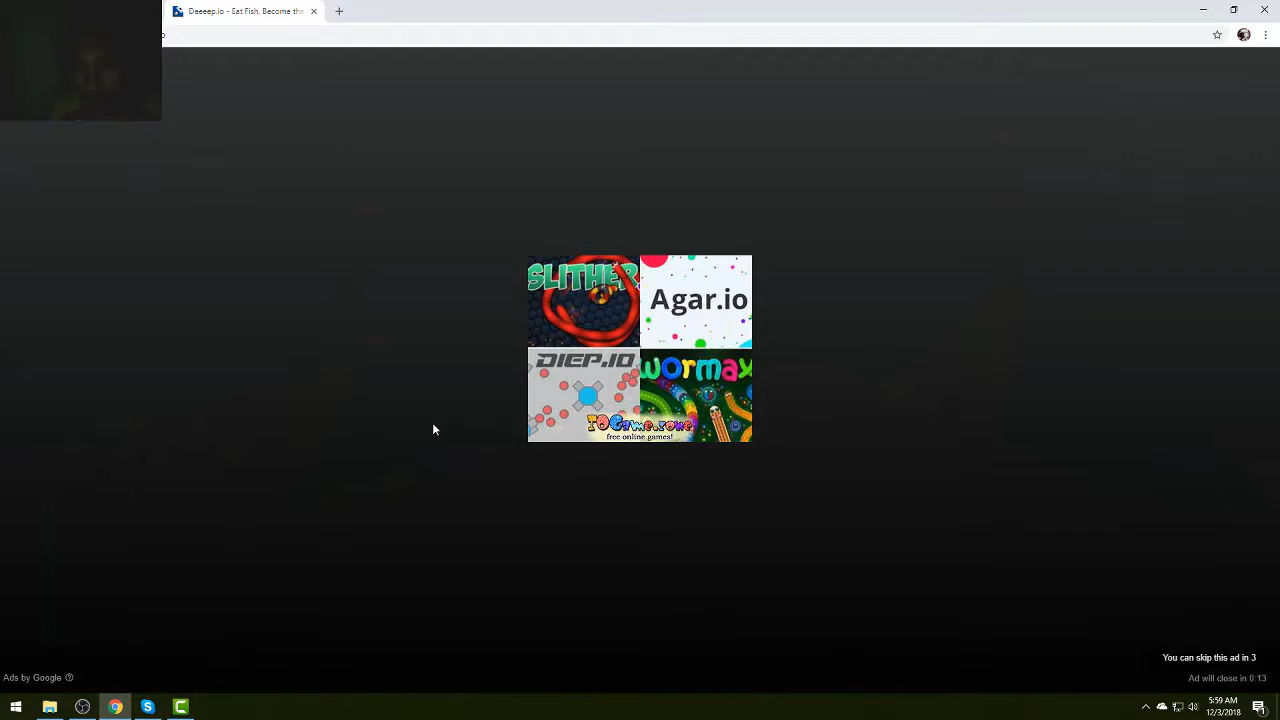 Deeeep.io - Eat Fish, Become the
SLITHER
Agar.io
DIEP.IO
wormax
IOGame.zone
free online games!
You can skip this ad in 3
Ads by Google
Ad will close in 0:13
5:59 AM
12/3/2018